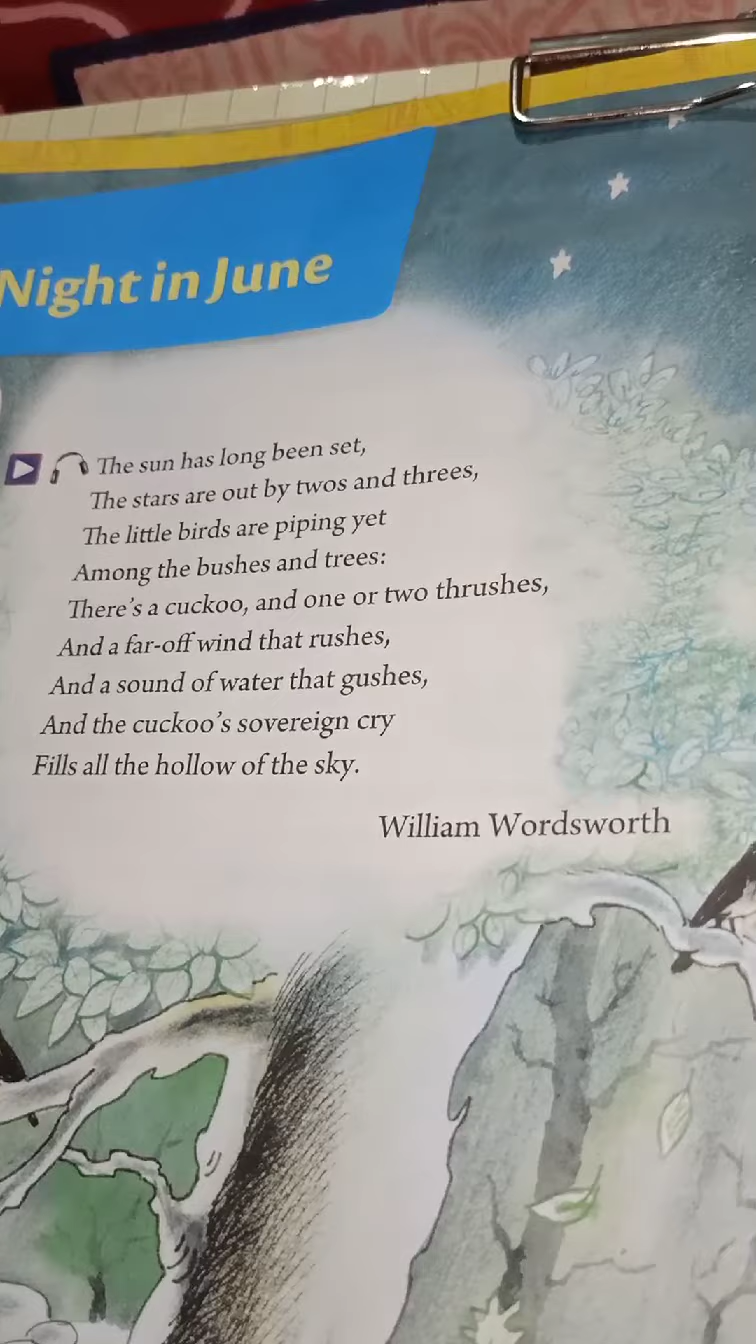 Night in June
The sun has long been set,
The stars are out by twos and threes,
The little birds are piping yet
Among the bushes and trees:
There's a cuckoo, and one or two thrushes,
And a far-off wind that rushes,
And a sound of water that gushes,
And the cuckoo's sovereign cry
Fills all the hollow of the sky.
William Wordsworth